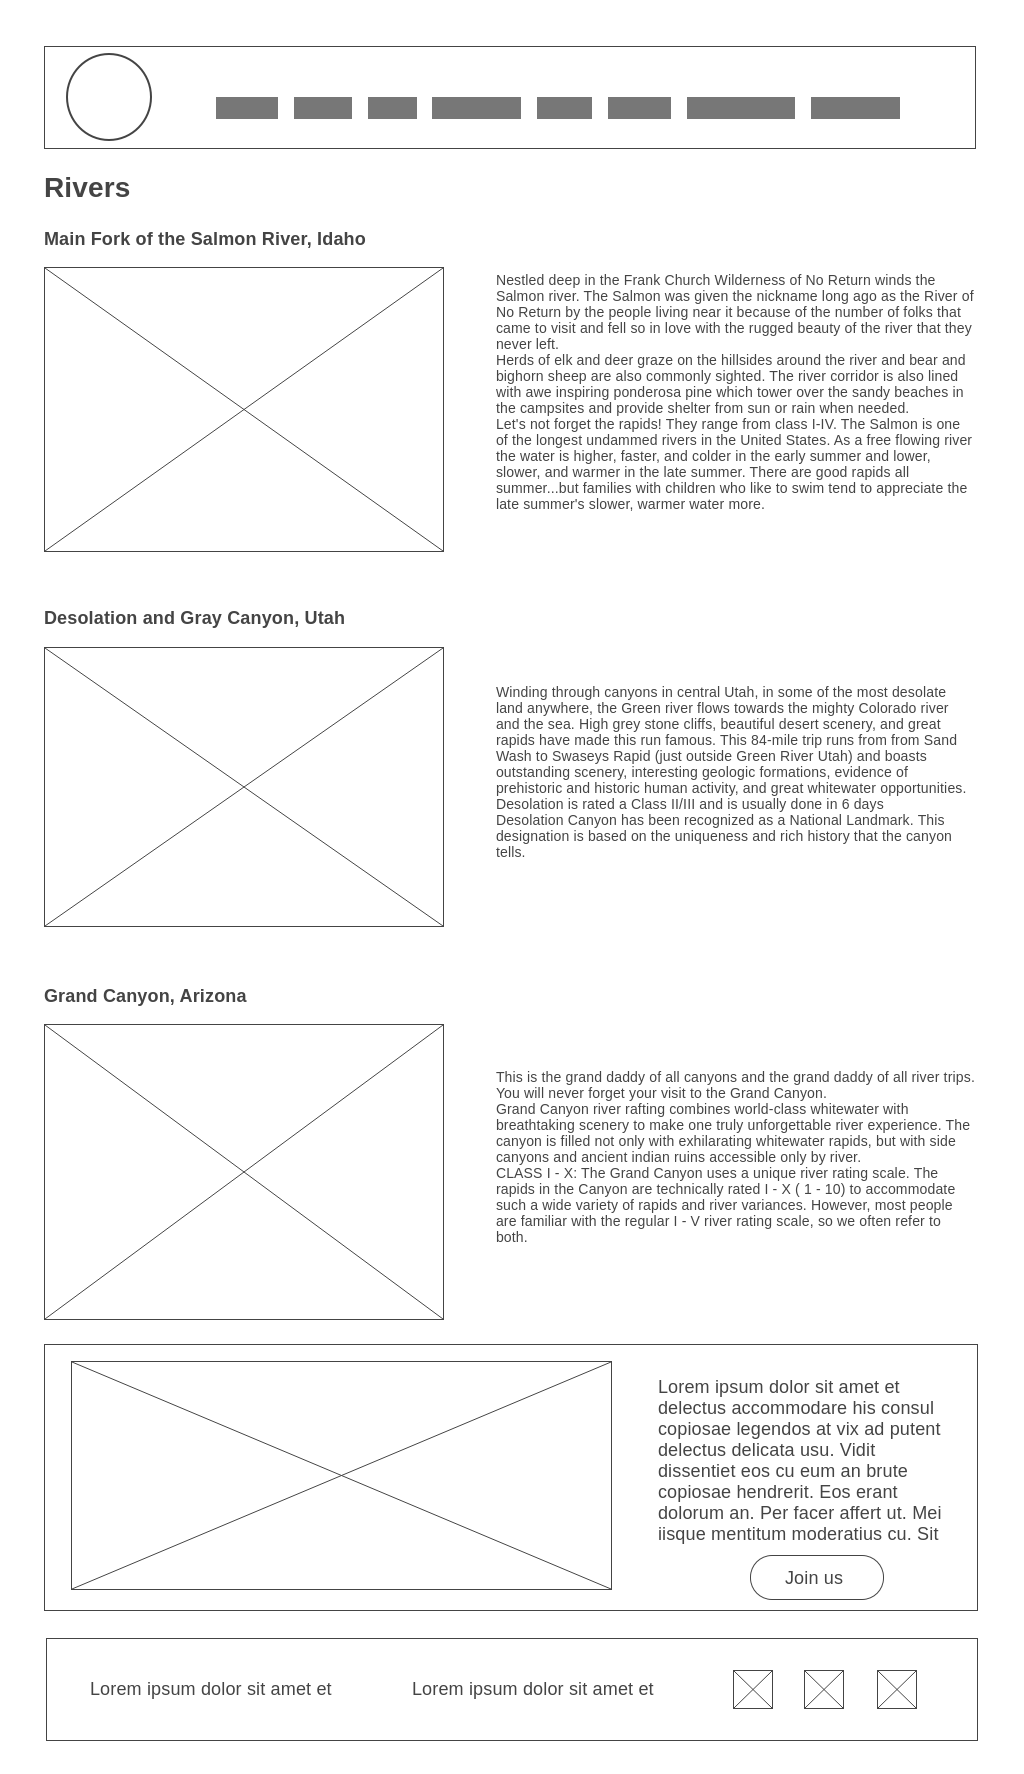 Rivers
Main Fork of the Salmon River, Idaho
Nestled deep in the Frank Church Wilderness of No Return winds the
Salmon river. The Salmon was given the nickname long ago as the River of
No Return by the people living near it because of the number of folks that
came to visit and fell so in love with the rugged beauty of the river that they
never left.
Herds of elk and deer graze on the hillsides around the river and bear and
bighorn sheep are also commonly sighted. The river corridor is also lined
with awe inspiring ponderosa pine which tower over the sandy beaches in
the campsites and provide shelter from sun or rain when needed.
Let's not forget the rapids! They range from class I-IV. The Salmon is one
of the longest undammed rivers in the United States. As a free flowing river
the water is higher, faster, and colder in the early summer and lower,
slower, and warmer in the late summer. There are good rapids all
summer...but families with children who like to swim tend to appreciate the
late summer's slower, warmer water more.
Desolation and Gray Canyon, Utah
Winding through canyons in central Utah, in some of the most desolate
land anywhere, the Green river flows towards the mighty Colorado river
and the sea. High grey stone cliffs, beautiful desert scenery, and great
rapids have made this run famous. This 84-mile trip runs from from Sand
Wash to Swaseys Rapid (just outside Green River Utah) and boasts
outstanding scenery, interesting geologic formations, evidence of
prehistoric and historic human activity, and great whitewater opportunities.
Desolation is rated a Class II/III and is usually done in 6 days
Desolation Canyon has been recognized as a National Landmark. This
designation is based on the uniqueness and rich history that the canyon
tells.
Grand Canyon, Arizona
This is the grand daddy of all canyons and the grand daddy of all river trips.
You will never forget your visit to the Grand Canyon.
Grand Canyon river rafting combines world-class whitewater with
breathtaking scenery to make one truly unforgettable river experience. The
canyon is filled not only with exhilarating whitewater rapids, but with side
canyons and ancient indian ruins accessible only by river.
CLASS I - X: The Grand Canyon uses a unique river rating scale. The
rapids in the Canyon are technically rated I - X ( 1 - 10) to accommodate
such a wide variety of rapids and river variances. However, most people
are familiar with the regular I - V river rating scale, so we often refer to
both.
Lorem ipsum dolor sit amet et
delectus accommodare his consul
copiosae legendos at vix ad putent
delectus delicata usu. Vidit
dissentiet eos cu eum an brute
copiosae hendrerit. Eos erant
dolorum an. Per facer affert ut. Mei
iisque mentitum moderatius cu. Sit
Join us
Lorem ipsum dolor sit amet et
Lorem ipsum dolor sit amet et